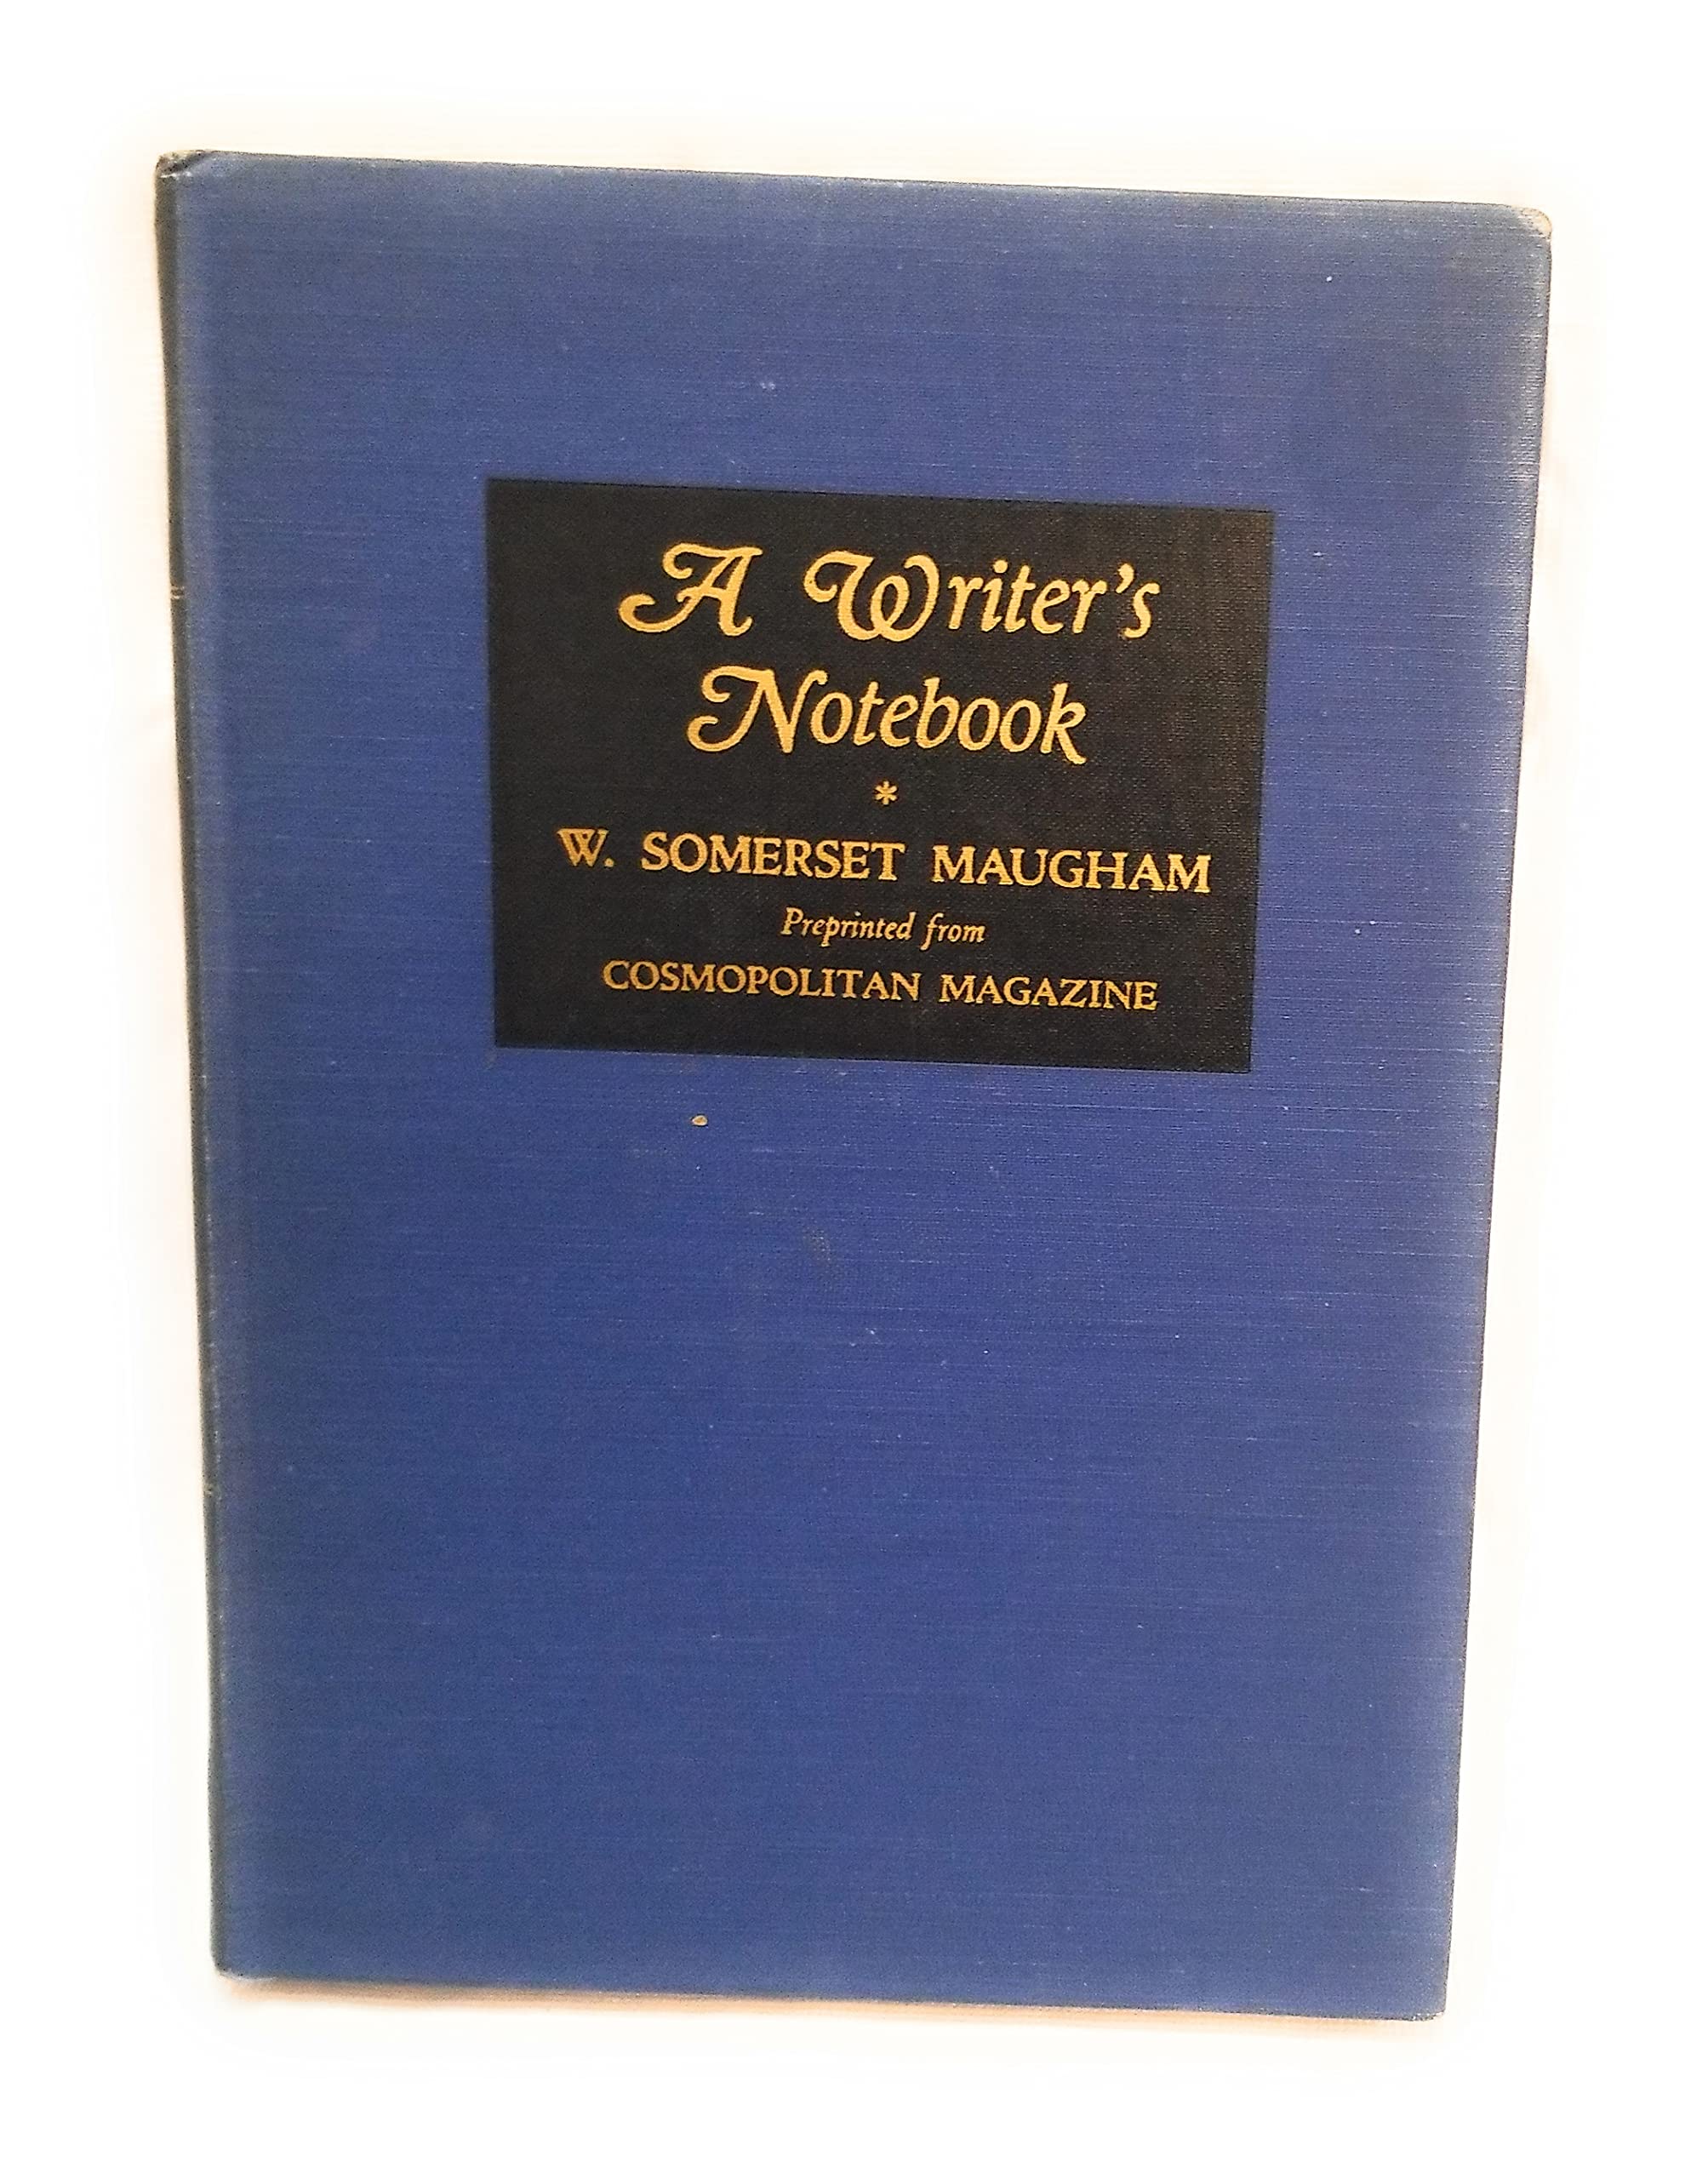 A Writer's
Notebook
*
W. SOMERSET MAUGHAM
Preprinted from
COSMOPOLITAN MAGAZINE